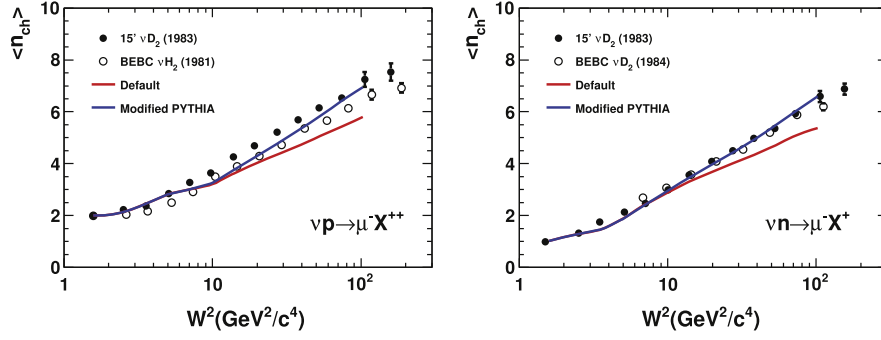 <n_ch>
10
8
6
4
2
0
15' νD₂ (1983)
BEBC νH₂ (1981)
Default
Modified PYTHIA
νp→μ⁻X⁺⁺
1 10 10²
W²(GeV²/c⁴)
<n_ch>
10
8
6
4
2
0
15' νD₂ (1983)
BEBC νD₂ (1984)
Default
Modified PYTHIA
νn→μ⁻X⁺
1 10 10²
W²(GeV²/c⁴)